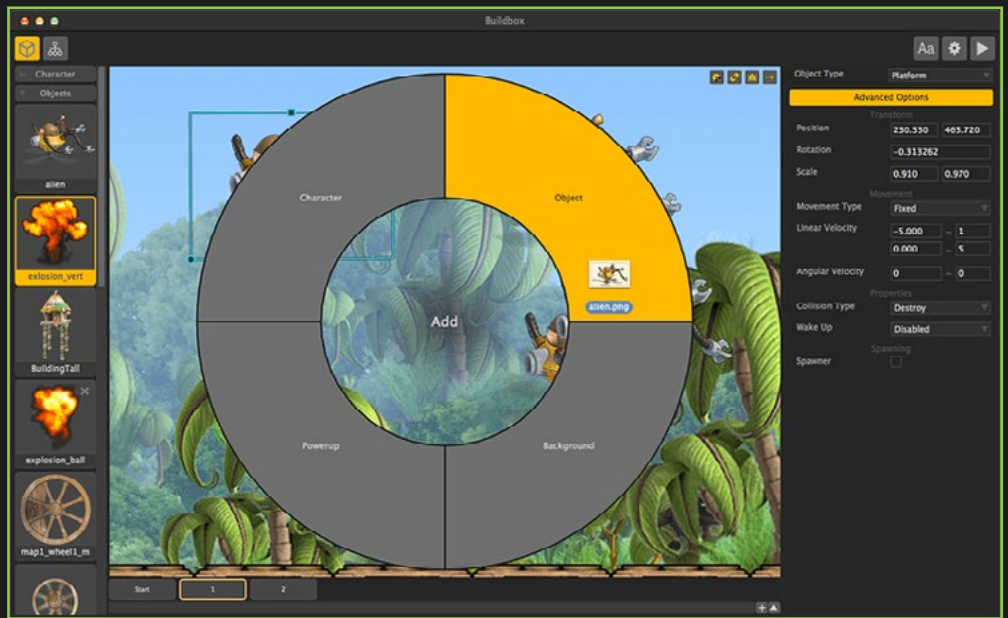 Buildbox
Aa
Character
Objects
alien
exlosion_vert
BuildingTall
explosion_ball
map1_wheel1_m
Character
Object
Add
alien.png
Powerup
Background
Start
1
2
Object Type
Platform
Advanced Options
Transform
Position
230.330
465.720
Rotation
-0.313262
Scale
0.910
0.970
Movement
Movement Type
Fixed
Linear Velocity
-5.000
1
0.000
5
Angular Velocity
0
0
Properties
Collision Type
Destroy
Wake Up
Disabled
Spawning
Spawner